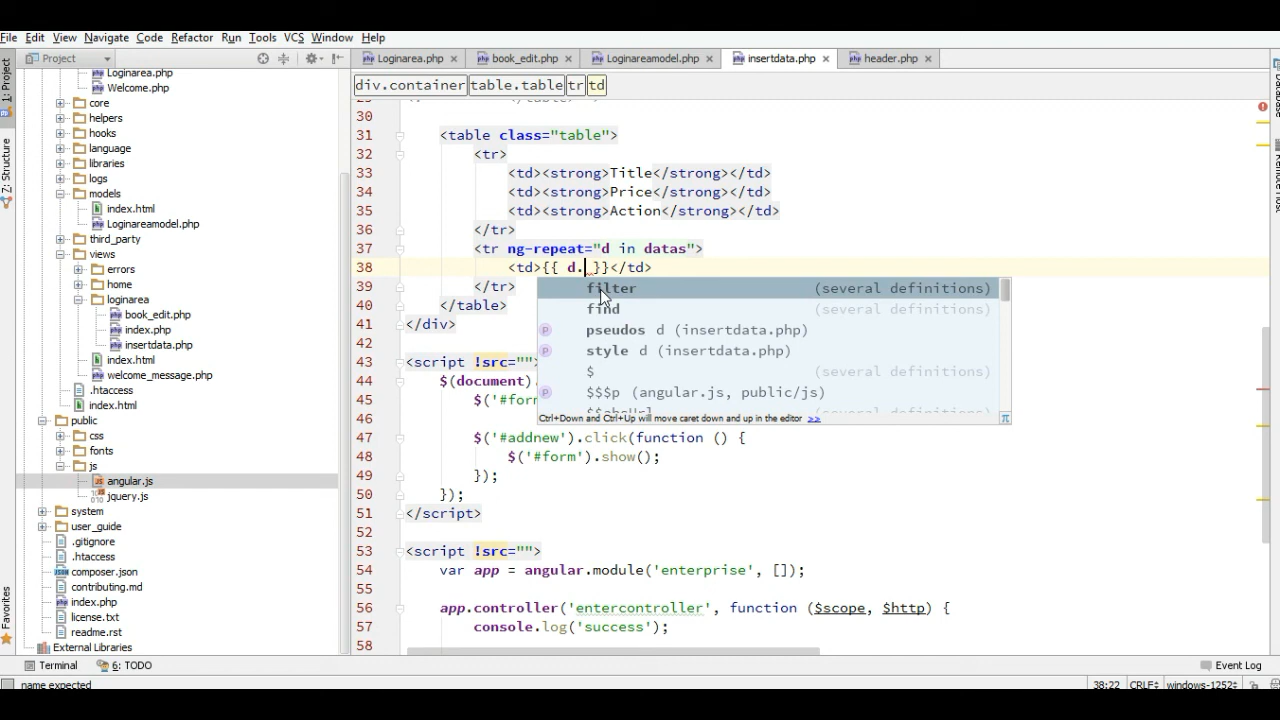 File Edit View Navigate Code Refactor Run Tools VCS Window Help
Project
Loginarea.php book_edit.php Loginareamodel.php insertdata.php header.php
1: Project
Z: Structure
Favorites
Loginarea.php
Welcome.php
core
helpers
hooks
language
libraries
logs
models
index.html
Loginareamodel.php
third_party
views
errors
home
loginarea
book_edit.php
index.php
insertdata.php
index.html
welcome_message.php
.htaccess
index.html
public
css
fonts
js
angular.js
jquery.js
system
user_guide
.gitignore
.htaccess
composer.json
contributing.md
index.php
license.txt
readme.rst
External Libraries
div.container table.table tr td
30
31 <table class="table">
32 <tr>
33 <td><strong>Title</strong></td>
34 <td><strong>Price</strong></td>
35 <td><strong>Action</strong></td>
36 </tr>
37 <tr ng-repeat="d in datas">
38 <td>{{ d. }}</td>
39 </tr>
40 </table>
41 </div>
42
43 <script !src="">
44 $(document).
45 $('#for
46
47 $('#addnew').click(function () {
48 $('#form').show();
49 });
50 });
51 </script>
52
53 <script !src="">
54 var app = angular.module('enterprise', []);
55
56 app.controller('entercontroller', function ($scope, $http) {
57 console.log('success');
58
filter (several definitions)
find (several definitions)
pseudos d (insertdata.php)
style d (insertdata.php)
$ (several definitions)
$$$p (angular.js, public/js)
Ctrl+Down and Ctrl+Up will move caret down and up in the editor >>
Terminal 6: TODO Event Log
name expected 38:22 CRLF windows-1252